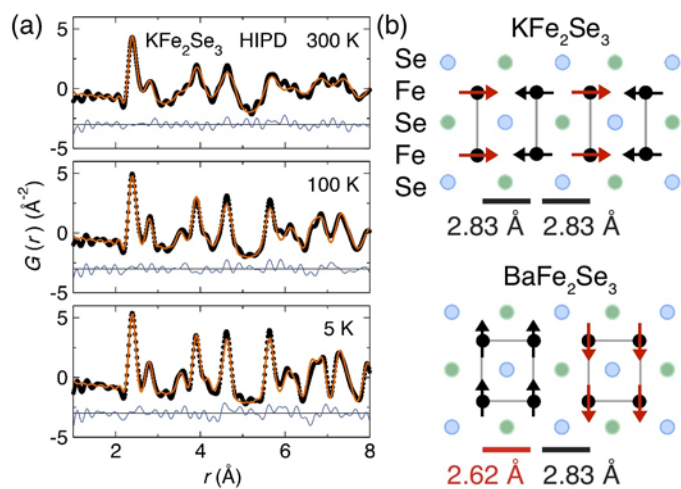 (a)
KFe₂Se₃ HIPD 300 K
5
0
-5
100 K
5
0
-5
5 K
5
0
-5
2 4 6 8
G(r) (Å⁻²)
r (Å)
(b)
KFe₂Se₃
Se
Fe
Se
Fe
Se
2.83 Å 2.83 Å
BaFe₂Se₃
2.62 Å 2.83 Å